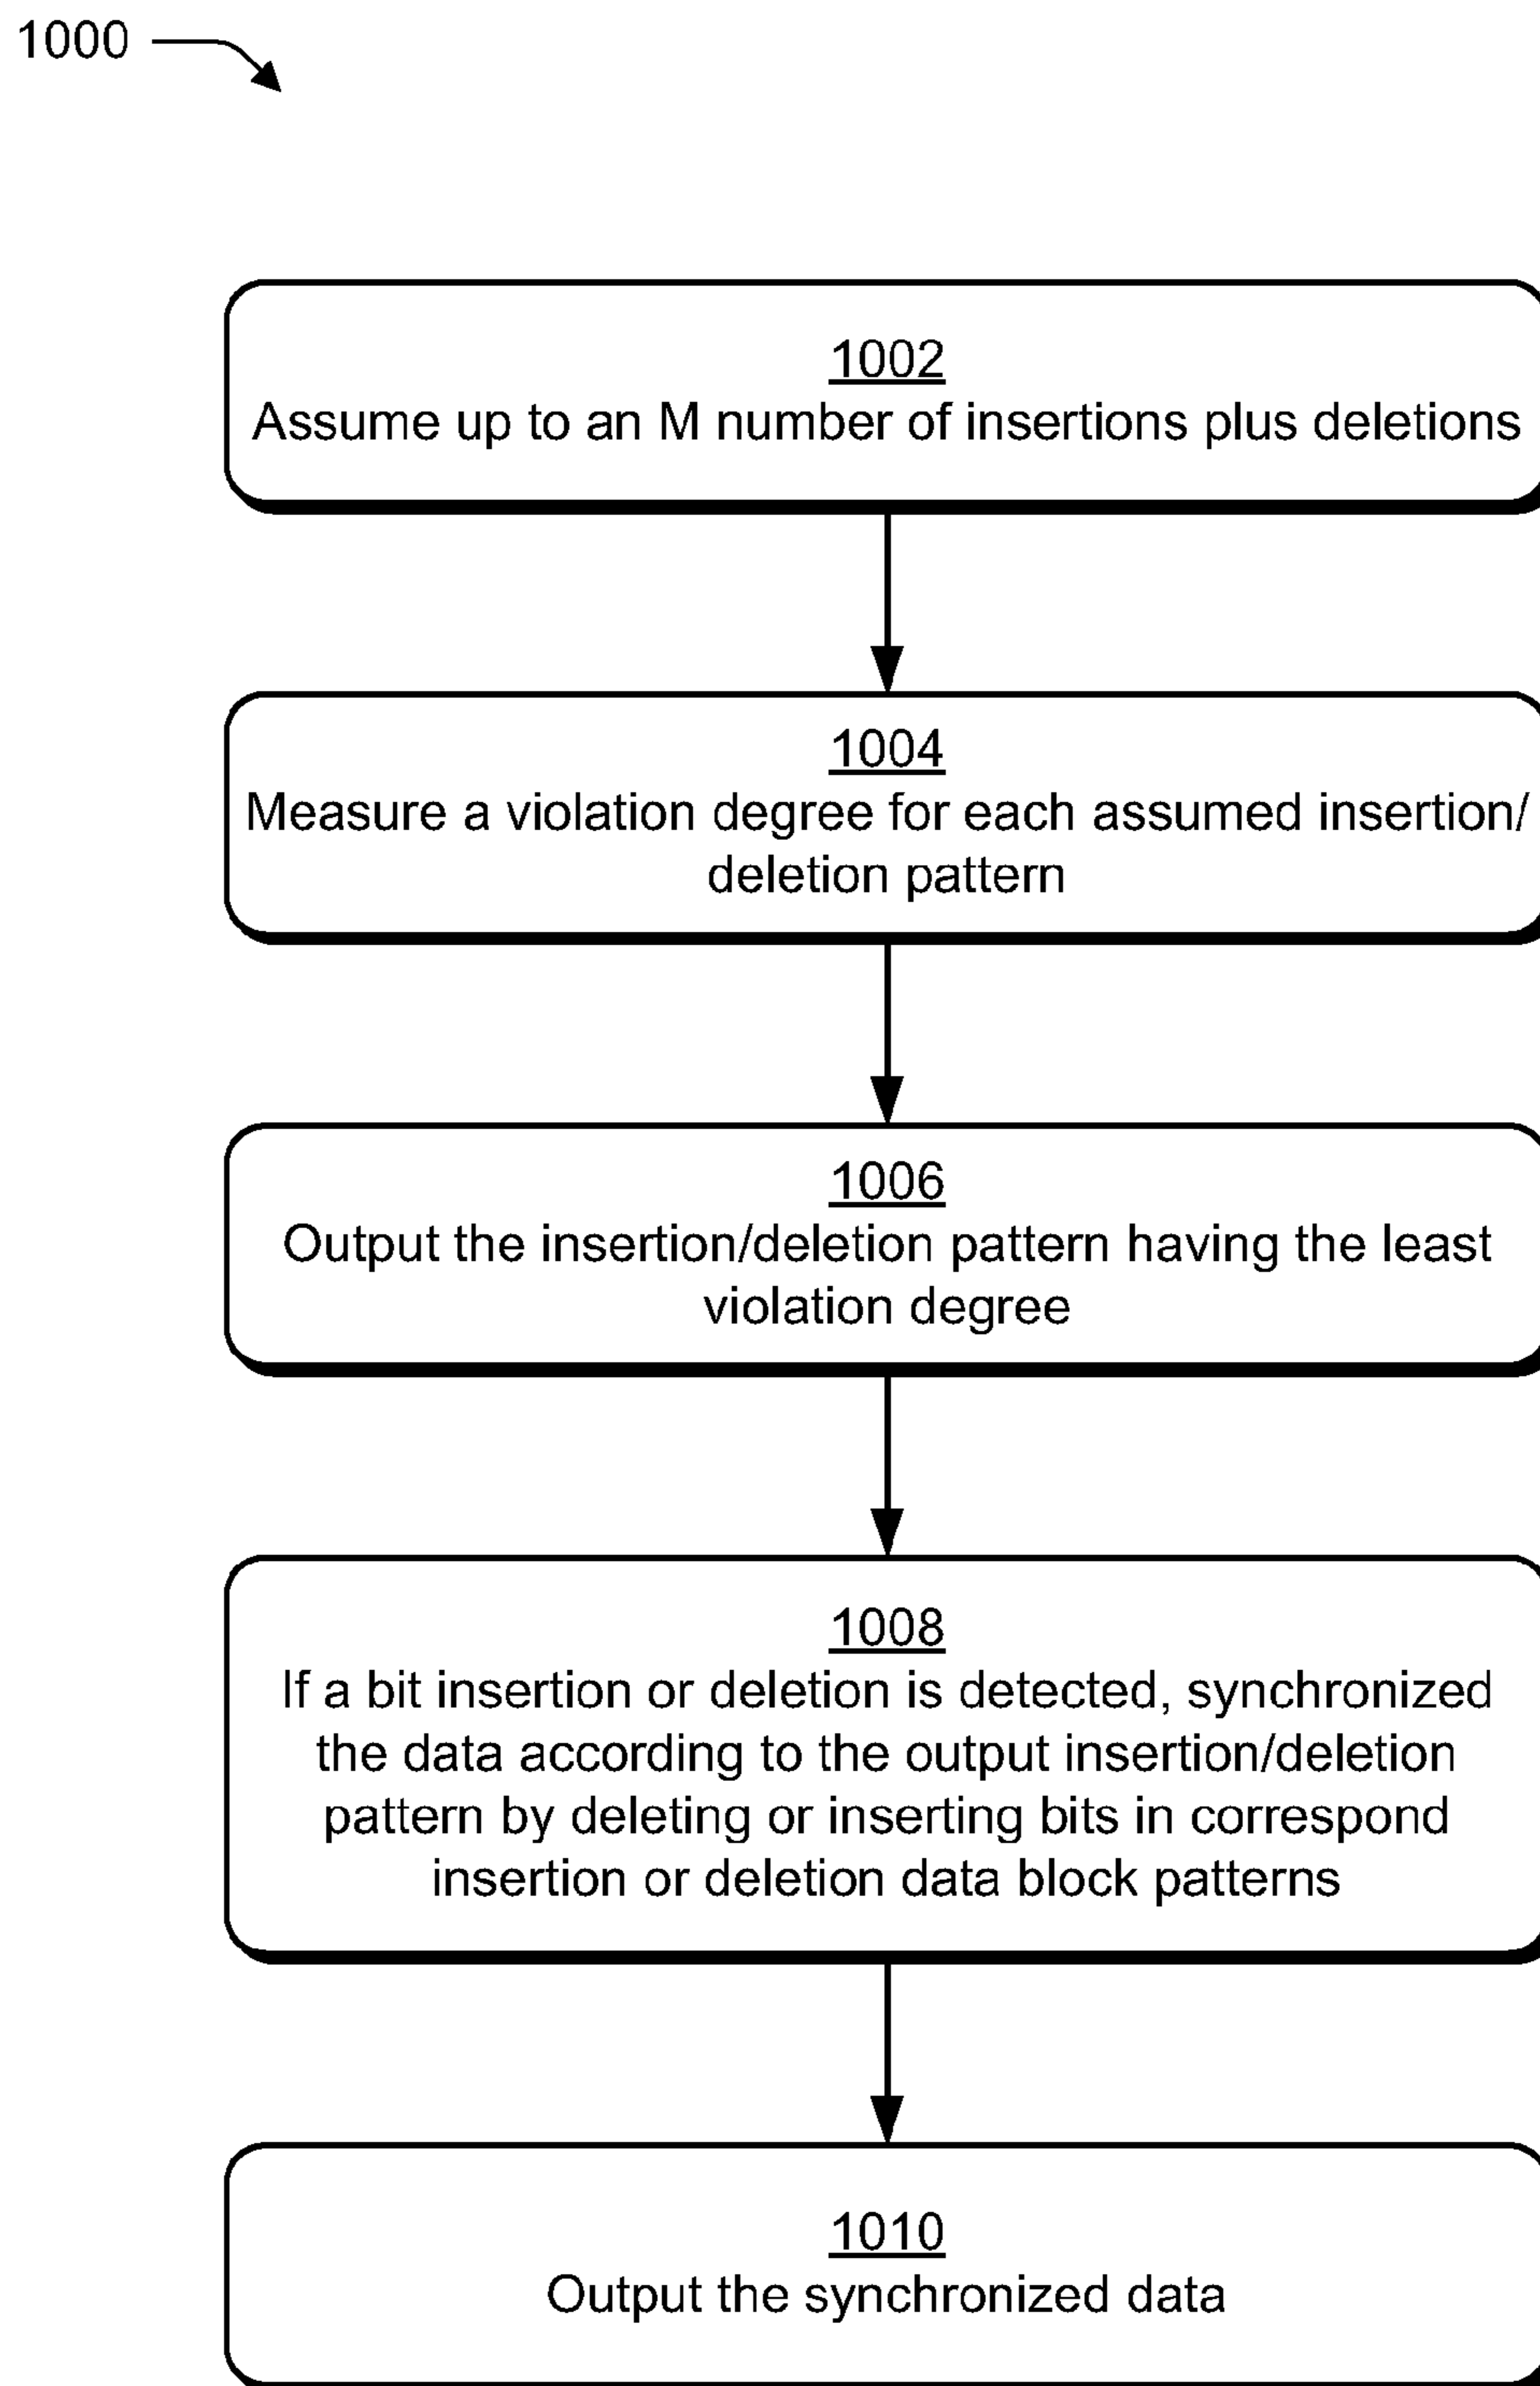 1000
1002
Assume up to an M number of insertions plus deletions
1004
Measure a violation degree for each assumed insertion/
deletion pattern
1006
Output the insertion/deletion pattern having the least
violation degree
1008
If a bit insertion or deletion is detected, synchronized
the data according to the output insertion/deletion
pattern by deleting or inserting bits in correspond
insertion or deletion data block patterns
1010
Output the synchronized data